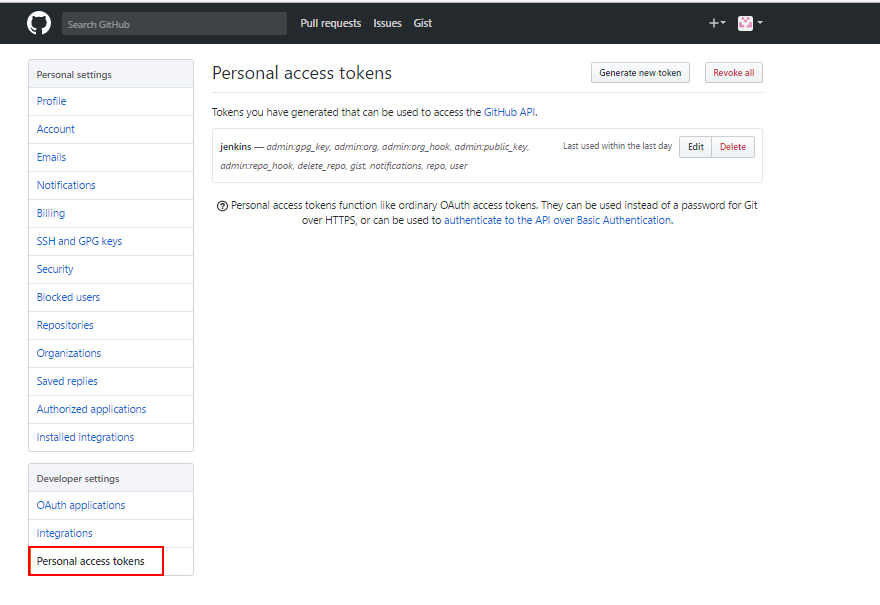 Search GitHub
Pull requests
Issues
Gist
Personal settings
Profile
Account
Emails
Notifications
Billing
SSH and GPG keys
Security
Blocked users
Repositories
Organizations
Saved replies
Authorized applications
Installed integrations
Developer settings
OAuth applications
Integrations
Personal access tokens
Personal access tokens
Generate new token
Revoke all
Tokens you have generated that can be used to access the GitHub API.
jenkins — admin:gpg_key, admin:org, admin:org_hook, admin:public_key,
admin:repo_hook, delete_repo, gist, notifications, repo, user
Last used within the last day
Edit
Delete
Personal access tokens function like ordinary OAuth access tokens. They can be used instead of a password for Git
over HTTPS, or can be used to authenticate to the API over Basic Authentication.